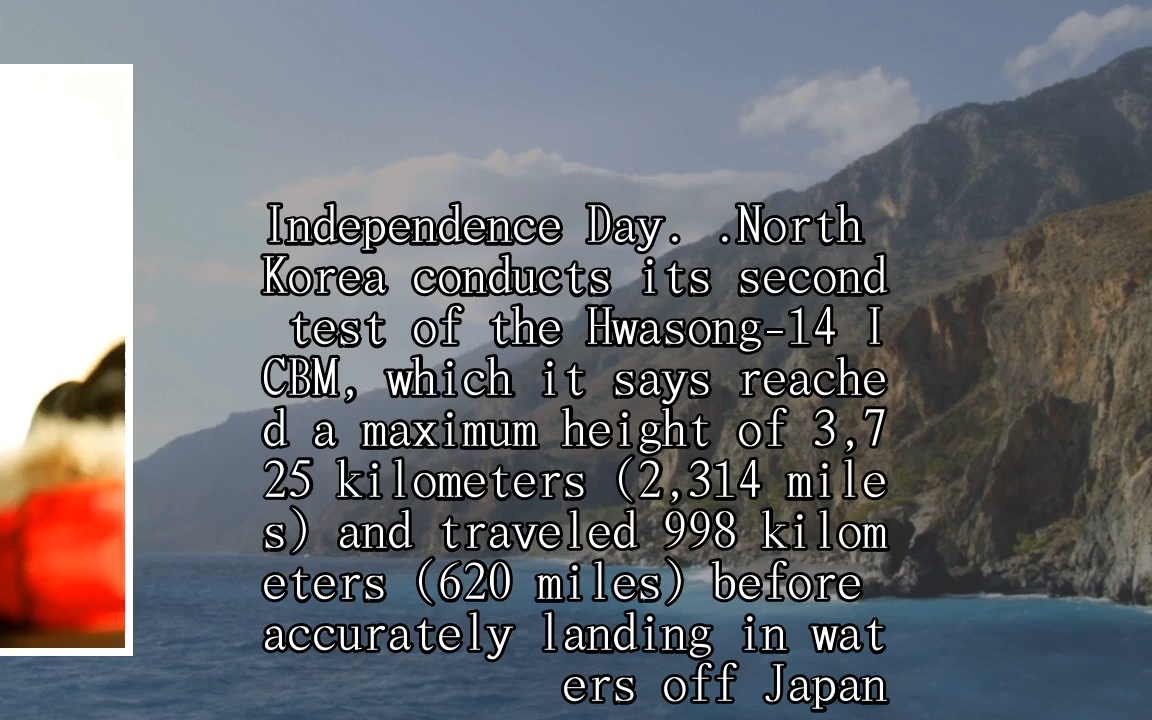 Independence Day. .North
Korea conducts its second
test of the Hwasong-14 I
CBM, which it says reache
d a maximum height of 3,7
25 kilometers (2,314 mile
s) and traveled 998 kilom
eters (620 miles) before
accurately landing in wat
ers off Japan